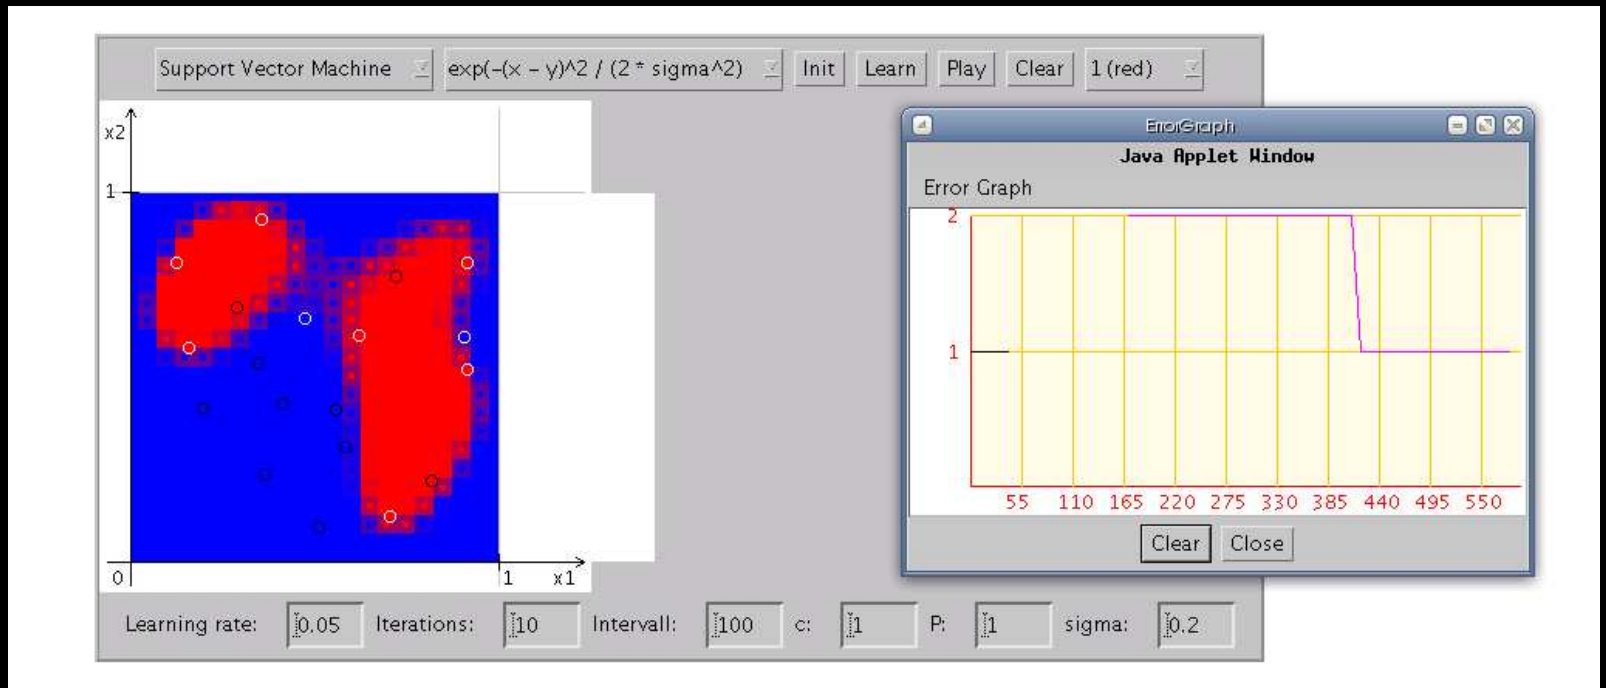 Support Vector Machine exp(-(x - y)^2 / (2 * sigma^2) Init Learn Play Clear 1 (red)
x2
1
0 1 x1
ErrorGraph
Java Applet Window
Error Graph
2
1
55 110 165 220 275 330 385 440 495 550
Clear Close
Learning rate: 0.05 Iterations: 10 Intervall: 100 c: 1 P: 1 sigma: 0.2